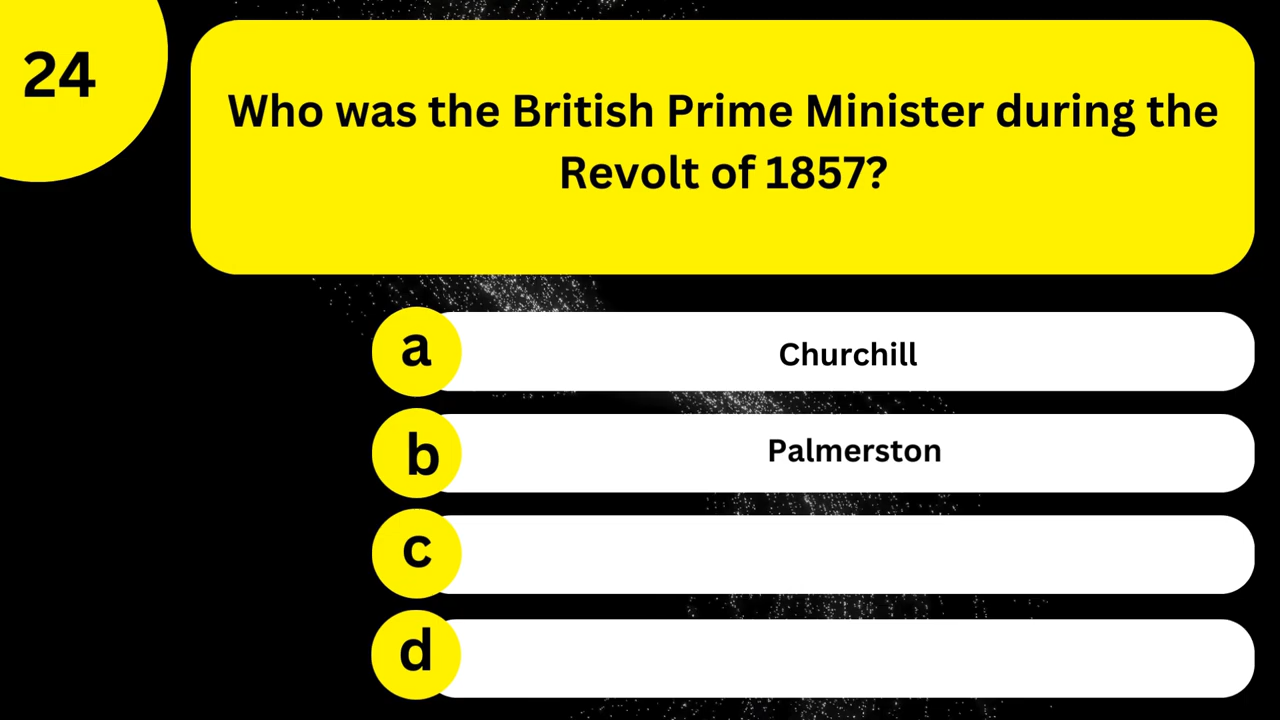 24
Who was the British Prime Minister during the
Revolt of 1857?
a
Churchill
b
Palmerston
c
d